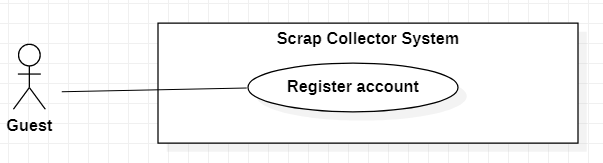 Scrap Collector System
Register account
Guest